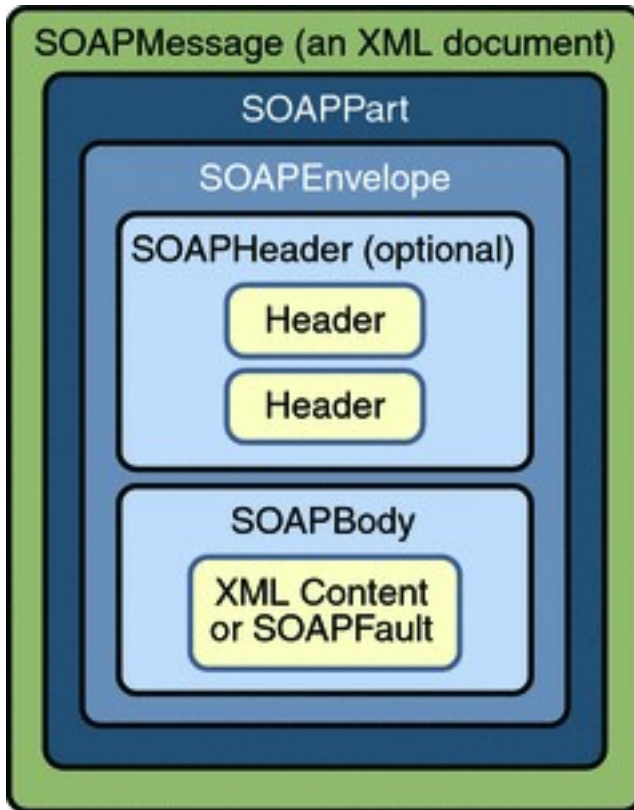 SOAPMessage (an XML document)
SOAPPart
SOAPEnvelope
SOAPHeader (optional)
Header
Header
SOAPBody
XML Content
or SOAPFault